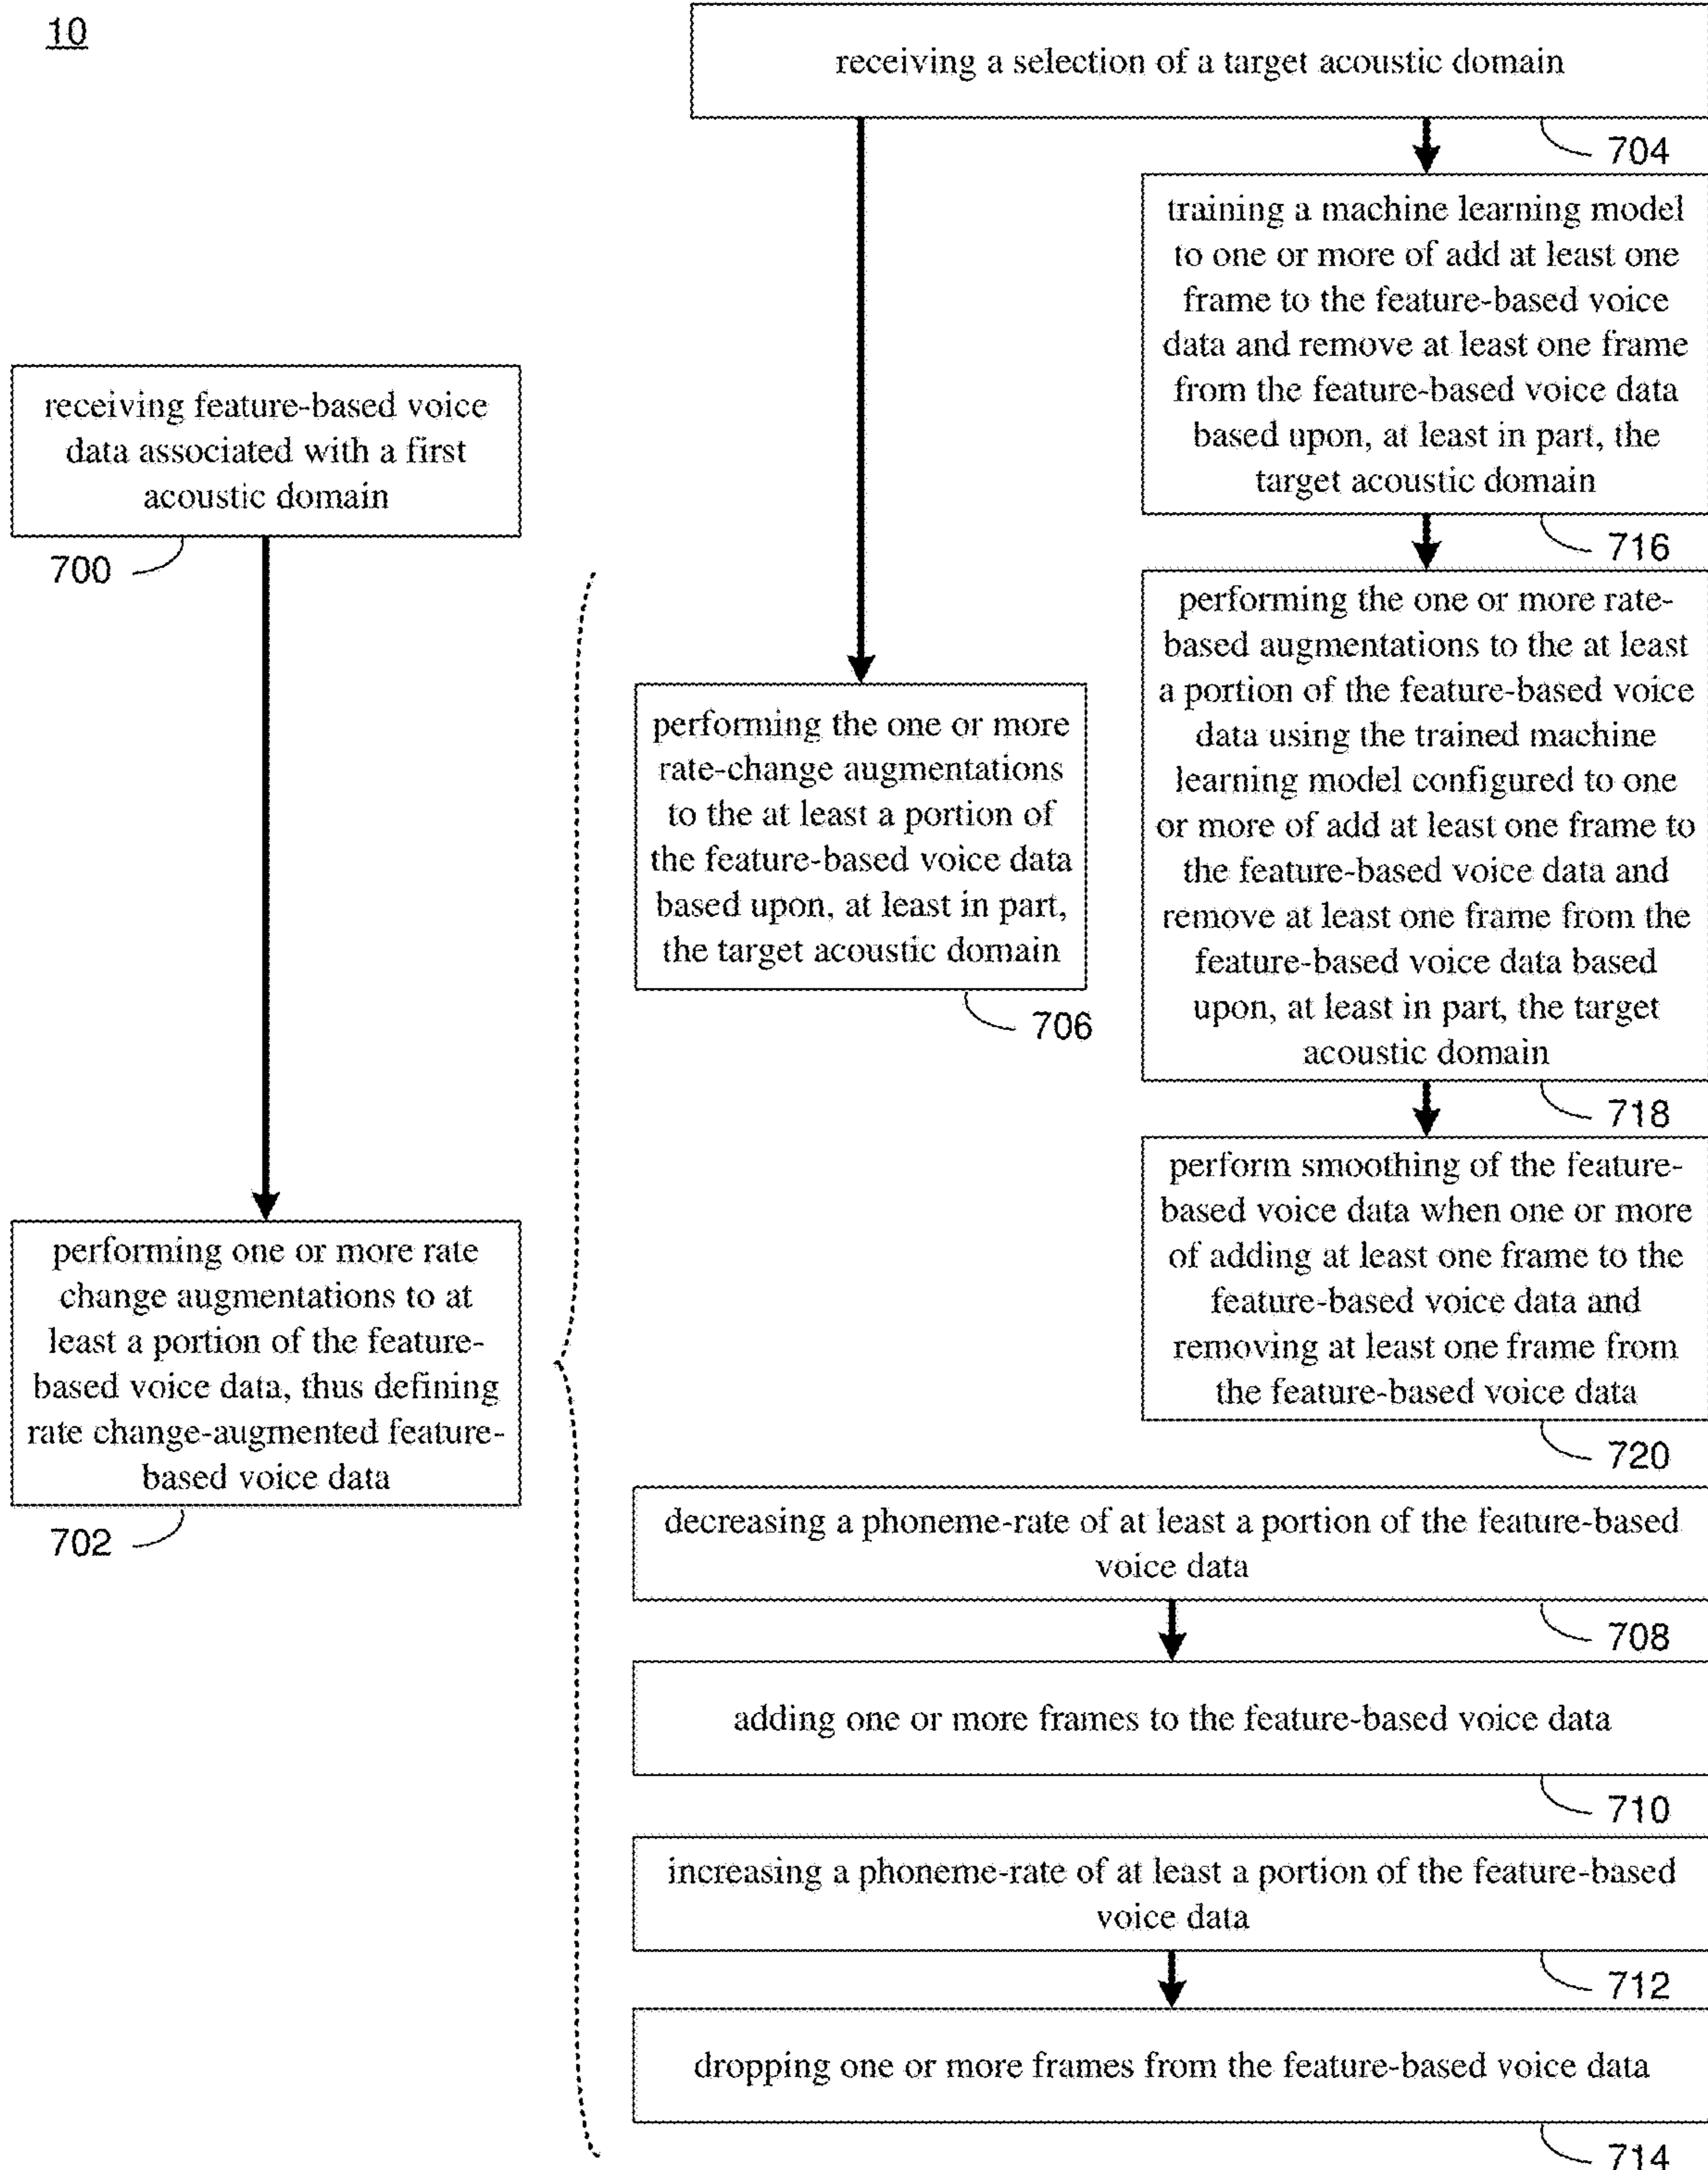 10
receiving a selection of a target acoustic domain
704
training a machine learning model
to one or more of add at least one
frame to the feature-based voice
data and remove at least one frame
from the feature-based voice data
based upon, at least in part, the
target acoustic domain
716
receiving feature-based voice
data associated with a first
acoustic domain
700
performing the one or more
rate-change augmentations
to the at least a portion of
the feature-based voice data
based upon, at least in part,
the target acoustic domain
706
performing the one or more rate-
based augmentations to the at least
a portion of the feature-based voice
data using the trained machine
learning model configured to one
or more of add at least one frame to
the feature-based voice data and
remove at least one frame from the
feature-based voice data based
upon, at least in part, the target
acoustic domain
718
perform smoothing of the feature-
based voice data when one or more
of adding at least one frame to the
feature-based voice data and
removing at least one frame from
the feature-based voice data
720
performing one or more rate
change augmentations to at
least a portion of the feature-
based voice data, thus defining
rate change-augmented feature-
based voice data
702
decreasing a phoneme-rate of at least a portion of the feature-based
voice data
708
adding one or more frames to the feature-based voice data
710
increasing a phoneme-rate of at least a portion of the feature-based
voice data
712
dropping one or more frames from the feature-based voice data
714